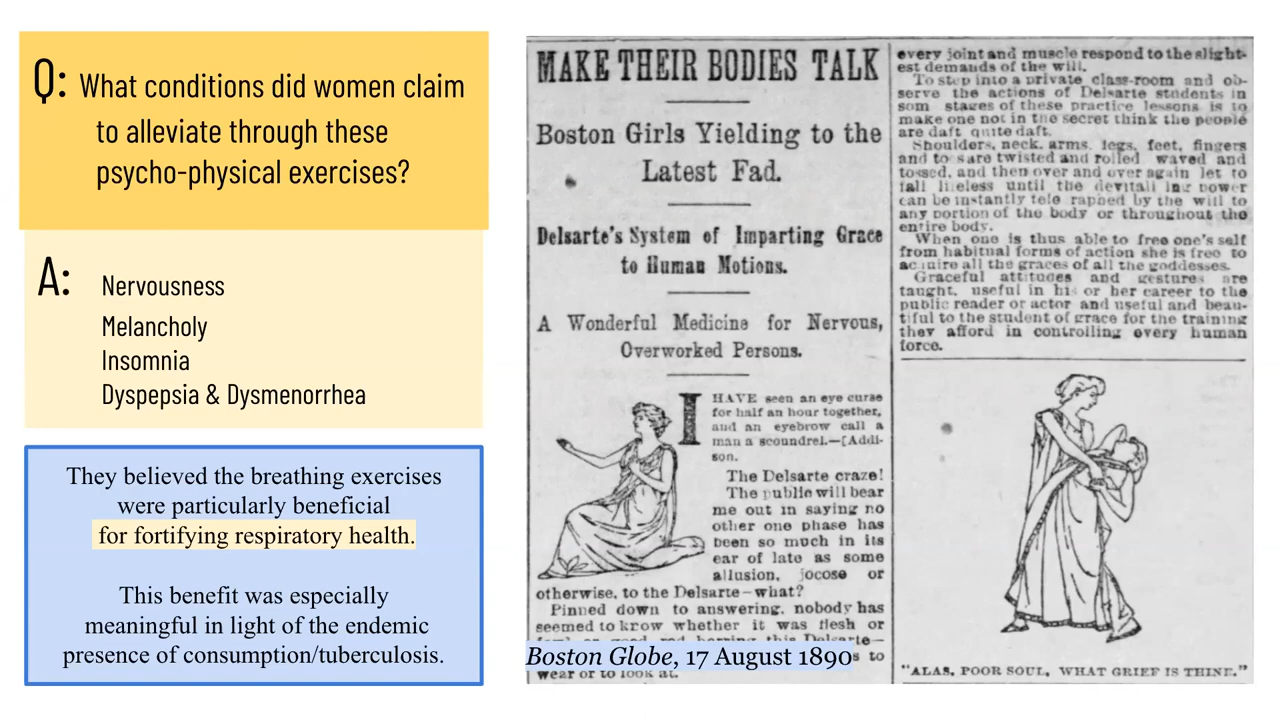 Q: What conditions did women claim
to alleviate through these
psycho-physical exercises?
A: Nervousness
Melancholy
Insomnia
Dyspepsia & Dysmenorrhea
They believed the breathing exercises
were particularly beneficial
for fortifying respiratory health.
This benefit was especially
meaningful in light of the endemic
presence of consumption/tuberculosis.
MAKE THEIR BODIES TALK
Boston Girls Yielding to the
Latest Fad.
Delsarte's System of Imparting Grace
to Human Motions.
A Wonderful Medicine for Nervous,
Overworked Persons.
I HAVE seen an eye curse
for half an hour together,
and an eyebrow call a
man a scoundrel.—[Addi-
son.
The Delsarte craze!
The public will bear
me out in saying no
other one phase has
been so much in its
ear of late as some
allusion, jocose or
otherwise, to the Delsarte—what?
Pinned down to answering, nobody has
seemed to know whether it was flesh or
this Delsarte—
Boston Globe, 17 August 1890
to
wear or to look at.
every joint and muscle respond to the slight-
est demands of the will.
To step into a private class-room and ob-
serve the actions of Delsarte students in
som stages of these practice lessons is to
make one not in the secret think the people
are daft quite daft.
Shoulders, neck, arms, legs, feet, fingers
and to s are twisted and rolled waved and
tossed, and then over and over again let to
fall lifeless until the devitali ing power
can be instantly tele raphed by the will to
any portion of the body or throughout the
entire body.
When one is thus able to free one's self
from habitual forms of action she is free to
ac uire all the graces of all the goddesses.
Graceful attitudes and gestures are
taught, useful in his or her career to the
public reader or actor and useful and beau-
tiful to the student of grace for the training
they afford in controlling every human
force.
"ALAS, POOR SOUL, WHAT GRIEF IS THINE."